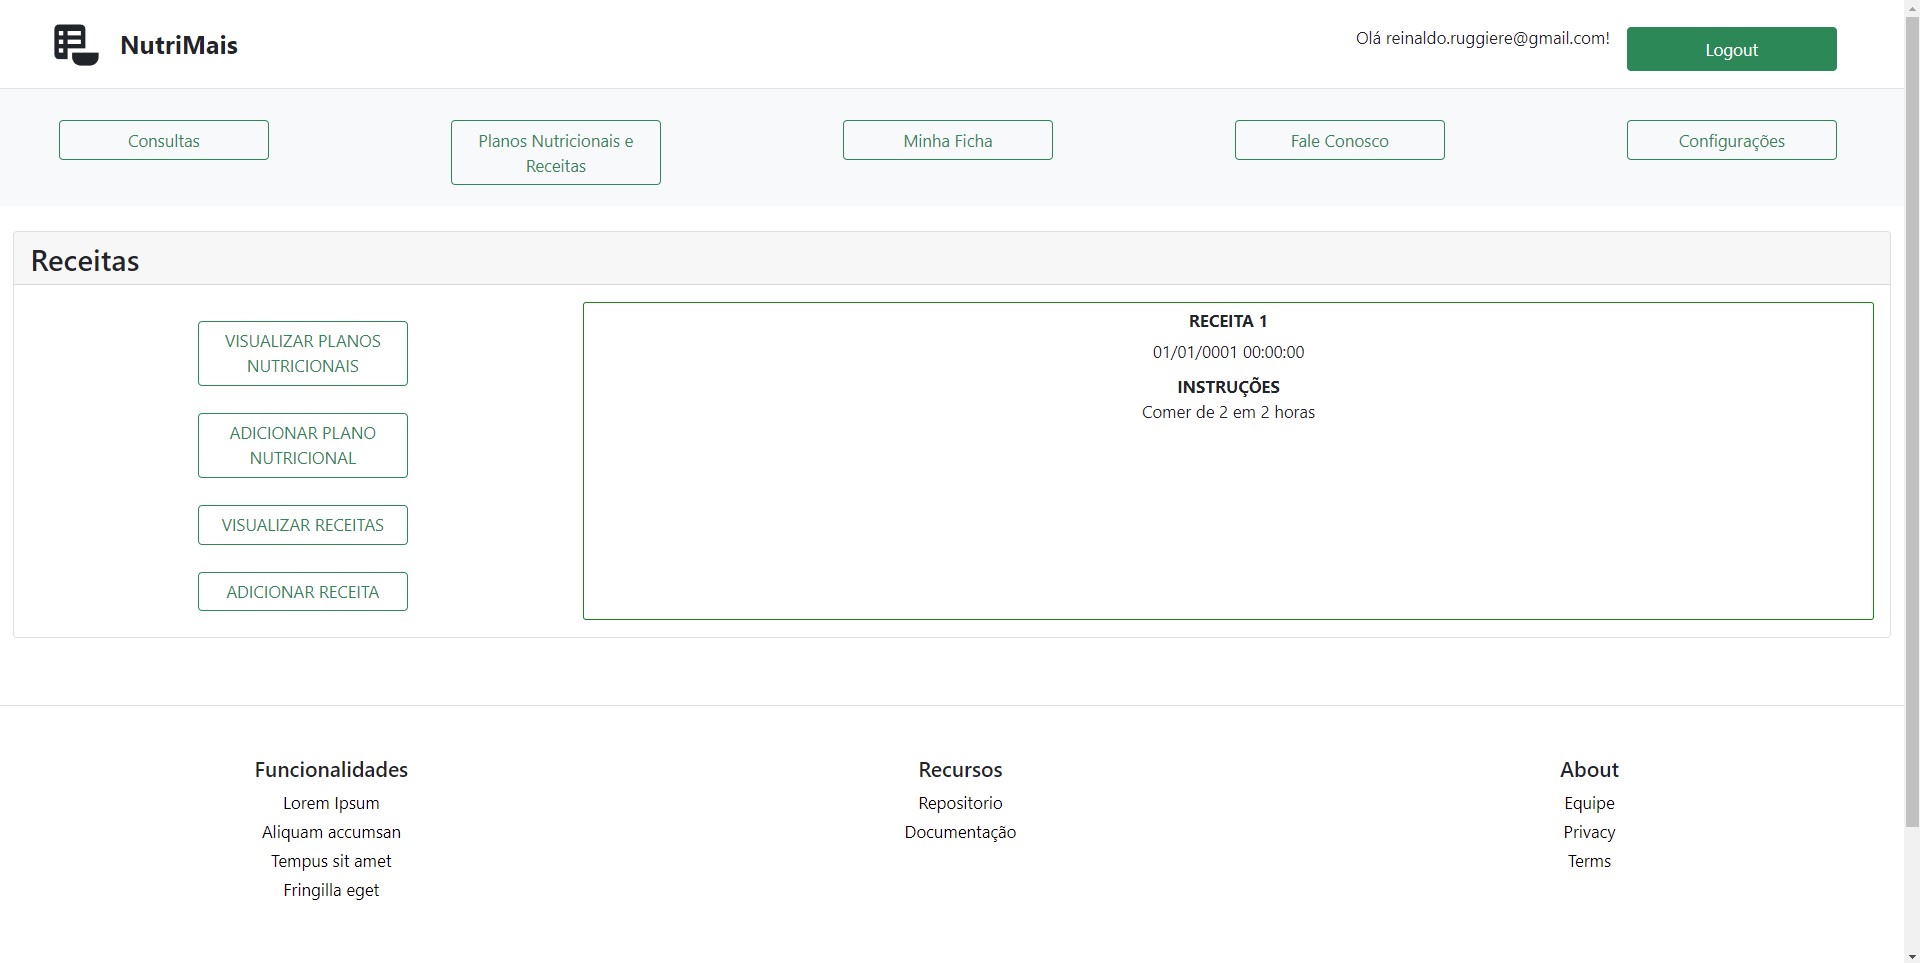 NutriMais
Olá reinaldo.ruggiere@gmail.com!
Logout
Consultas
Planos Nutricionais e
Receitas
Minha Ficha
Fale Conosco
Configurações
Receitas
VISUALIZAR PLANOS
NUTRICIONAIS
ADICIONAR PLANO
NUTRICIONAL
VISUALIZAR RECEITAS
ADICIONAR RECEITA
RECEITA 1
01/01/0001 00:00:00
INSTRUÇÕES
Comer de 2 em 2 horas
Funcionalidades
Lorem Ipsum
Aliquam accumsan
Tempus sit amet
Fringilla eget
Recursos
Repositorio
Documentação
About
Equipe
Privacy
Terms